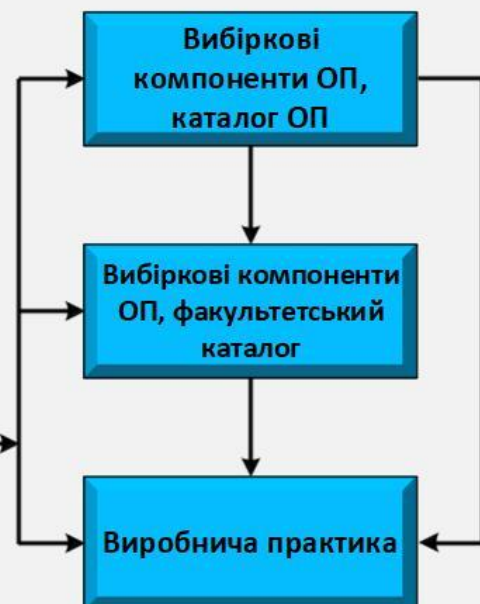 Вибіркові
компоненти ОП,
каталог ОП
Вибіркові компоненти
ОП, факультетський
каталог
Виробнича практика